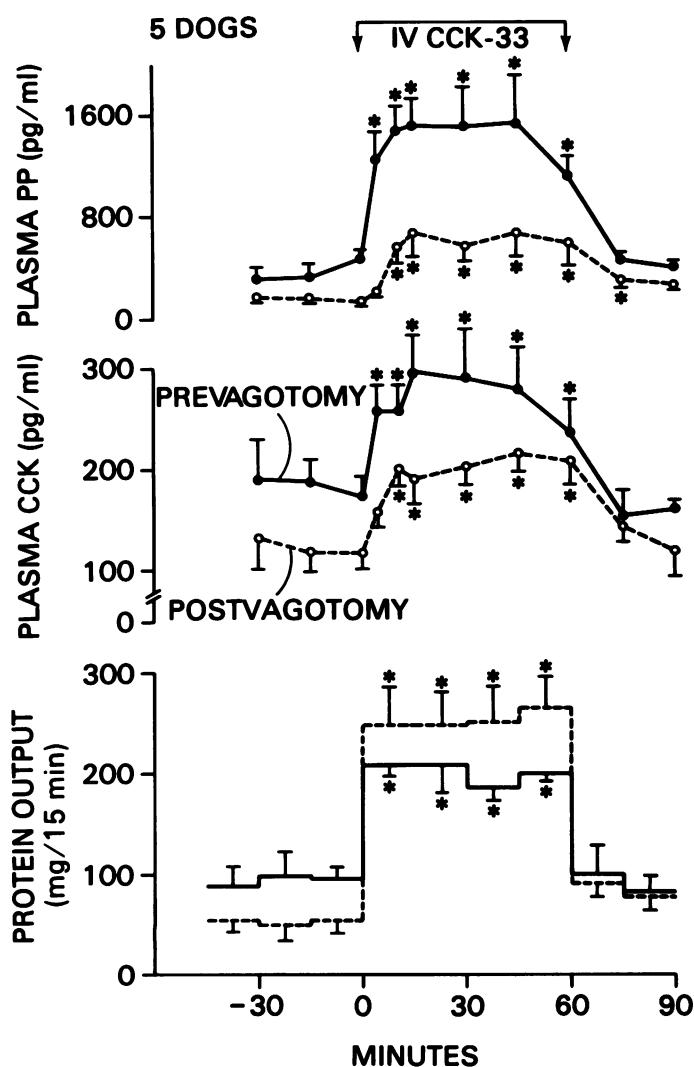 5 DOGS
IV CCK-33
PLASMA PP (pg/ml)
1600
800
0
* * * * * *
* * * * * * *
PLASMA CCK (pg/ml)
300
200
100
0
PREVAGOTOMY
POSTVAGOTOMY
* * * * * *
* * * * *
PROTEIN OUTPUT
(mg/15 min)
300
200
100
0
* * * *
* * * *
-30 0 30 60 90
MINUTES